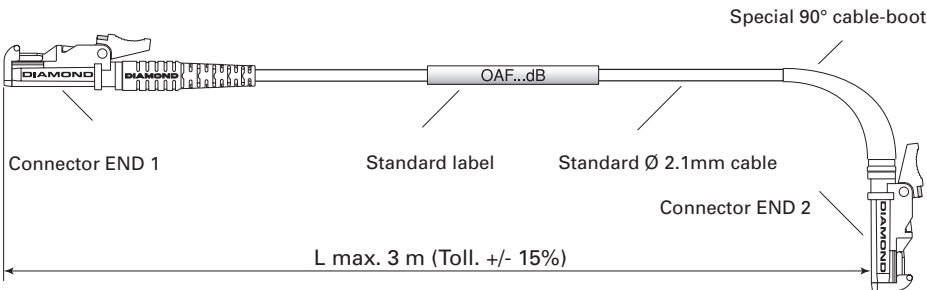 Special 90° cable-boot
DIAMOND
DIAMOND
OAF...dB
Connector END 1
Standard label
Standard Ø 2.1mm cable
Connector END 2
DIAMOND
L max. 3 m (Toll. +/- 15%)